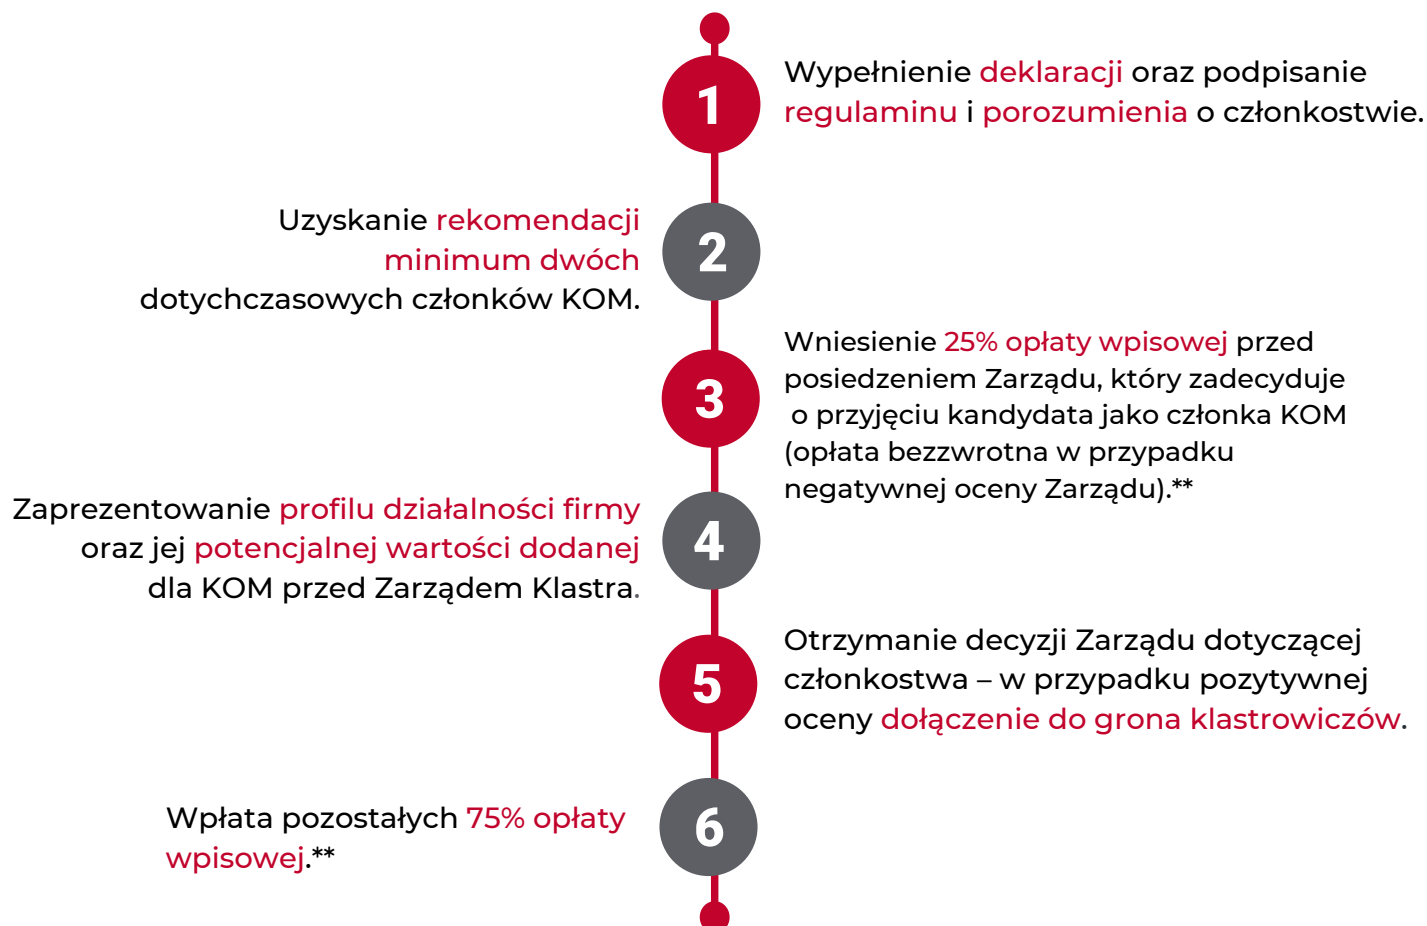 1
Wypełnienie deklaracji oraz podpisanie
regulaminu i porozumienia o członkostwie.
2
Uzyskanie rekomendacji
minimum dwóch
dotychczasowych członków KOM.
3
Wniesienie 25% opłaty wpisowej przed
posiedzeniem Zarządu, który zadecyduje
o przyjęciu kandydata jako członka KOM
(opłata bezzwrotna w przypadku
negatywnej oceny Zarządu).**
4
Zaprezentowanie profilu działalności firmy
oraz jej potencjalnej wartości dodanej
dla KOM przed Zarządem Klastra.
5
Otrzymanie decyzji Zarządu dotyczącej
członkostwa – w przypadku pozytywnej
oceny dołączenie do grona klastrowiczów.
6
Wpłata pozostałych 75% opłaty
wpisowej.**